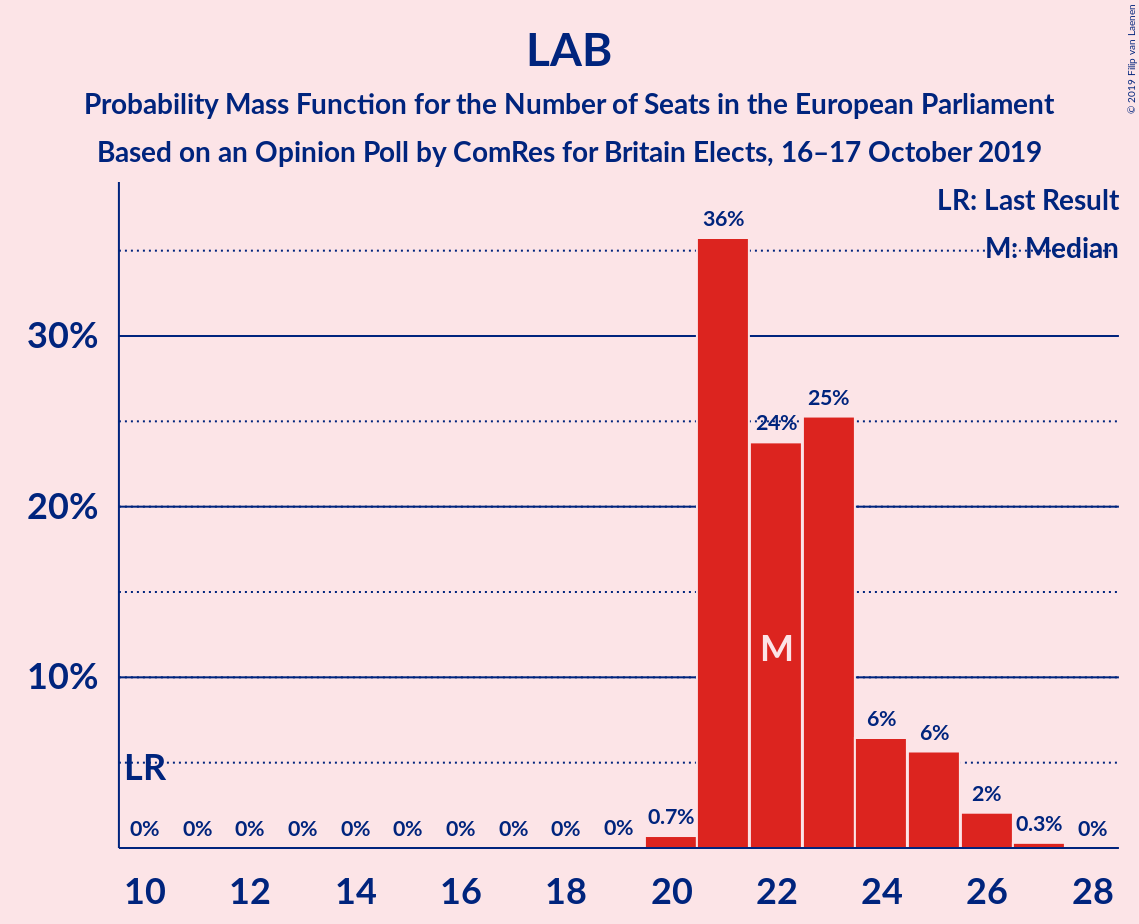 LAB
Probability Mass Function for the Number of Seats in the European Parliament
Based on an Opinion Poll by ComRes for Britain Elects, 16–17 October 2019
© 2019 Filip van Laenen
LR: Last Result
M: Median
30%
20%
10%
36%
24%
25%
M
6%
6%
2%
LR
0% 0% 0% 0% 0% 0% 0% 0% 0% 0% 0.7% 0.3% 0%
10 12 14 16 18 20 22 24 26 28